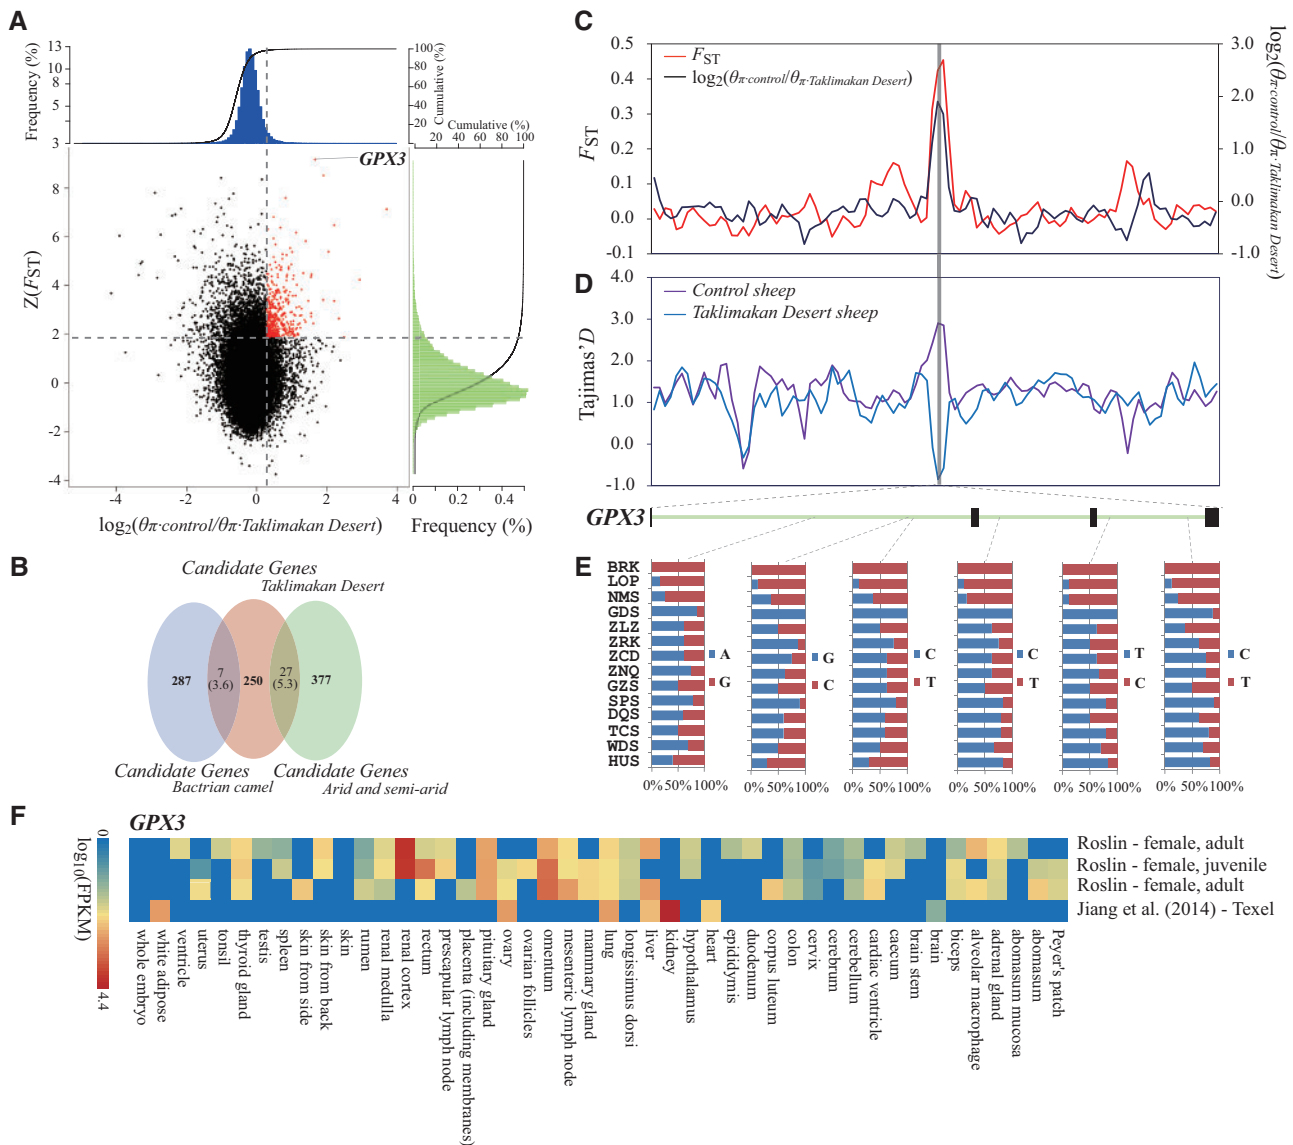 A
Frequency (%)
13
10
8
5
3
100
80
60
40
20
0
Cumulative (%)
Cumulative (%)
20 40 60 80 100
GPX3
Z(FST)
8
6
4
2
0
-2
-4
-4 -2 0 2 4
log2(θπ·control/θπ·Taklimakan Desert)
0 0.2 0.4 0.5
Frequency (%)
B
Candidate Genes
Taklimakan Desert
287
7
(3.6)
250
27
(5.3)
377
Candidate Genes
Bactrian camel
Candidate Genes
Arid and semi-arid
C
FST
0.5
0.4
0.3
0.2
0.1
0.0
-0.1
FST
log2(θπ·control/θπ·Taklimakan Desert)
3.0
2.0
1.0
0.0
-1.0
log2(θπ·control/θπ·Taklimakan Desert)
D
Tajimas'D
4.0
3.0
2.0
1.0
0.0
-1.0
Control sheep
Taklimakan Desert sheep
GPX3
E
BRK
LOP
NMS
GDS
ZLZ
ZRK
ZCD
ZNQ
GZS
SPS
DQS
TCS
WDS
HUS
A
G
G
C
C
T
C
T
T
C
C
T
0% 50%100%
0% 50%100%
0% 50%100%
0% 50%100%
0% 50%100%
0% 50%100%
F
GPX3
0
4.4
log10(FPKM)
Roslin - female, adult
Roslin - female, juvenile
Roslin - female, adult
Jiang et al. (2014) - Texel
whole embryo
white adipose
ventricle
uterus
tonsil
thyroid gland
testis
spleen
skin from side
skin from back
skin
rumen
renal medulla
renal cortex
rectum
prescapular lymph node
placenta (including membranes)
pituitary gland
ovary
ovarian follicles
omentum
mesenteric lymph node
mammary gland
lung
longissimus dorsi
liver
kidney
hypothalamus
heart
epididymis
duodenum
corpus luteum
colon
cervix
cerebrum
cerebellum
cardiac ventricle
caecum
brain stem
brain
biceps
alveolar macrophage
adrenal gland
abomasum mucosa
abomasum
Peyer's patch